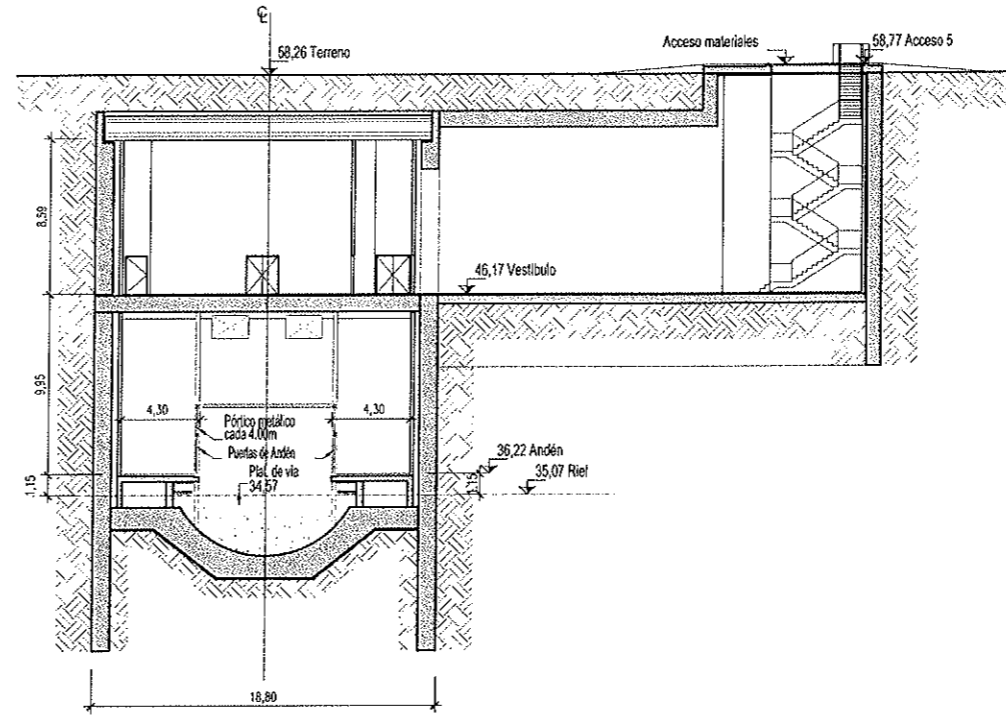 ℄
58,26 Terreno
Acceso materiales
58,77 Acceso 5
8,59
46,17 Vestíbulo
9,95
4,30
4,30
Pórtico metálico
cada 4.00m
Puertas de Andén
Plat. de vía
34,57
36,22 Andén
35,07 Riel
1,15
1,15
18,80